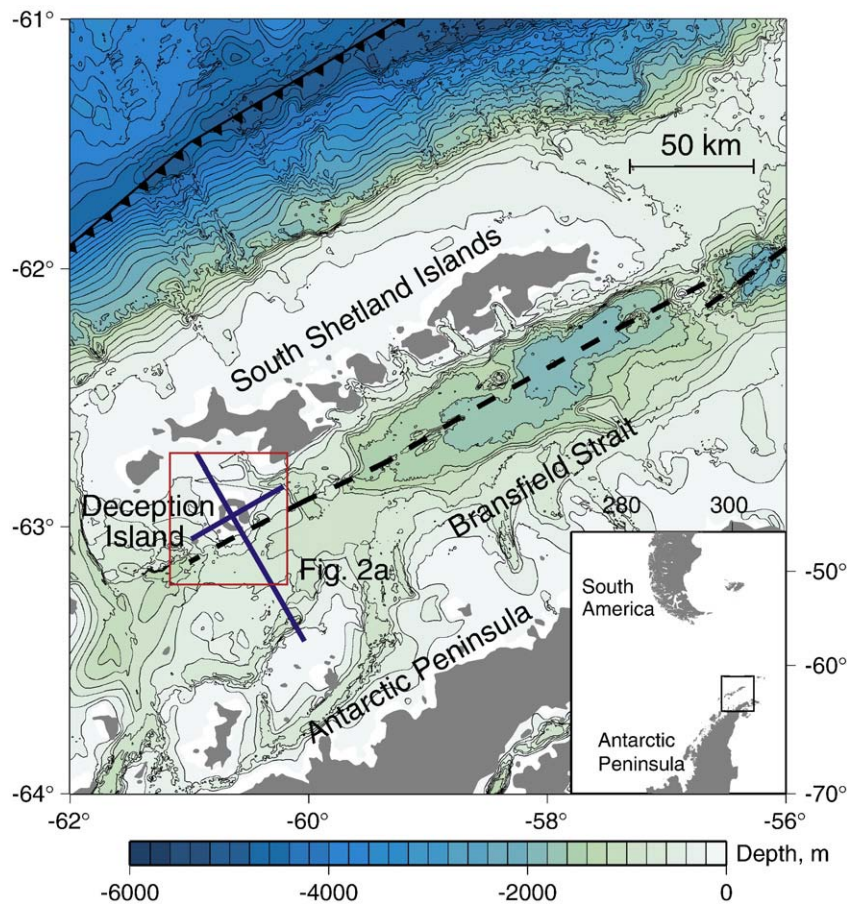 -61°
50 km
-62°
South Shetland Islands
Bransfield Strait
Deception
Island
-63°
Fig. 2a
Antarctic Peninsula
280
300
South
America
-50°
-60°
Antarctic
Peninsula
-64°
-70°
-62°
-60°
-58°
-56°
Depth, m
-6000
-4000
-2000
0